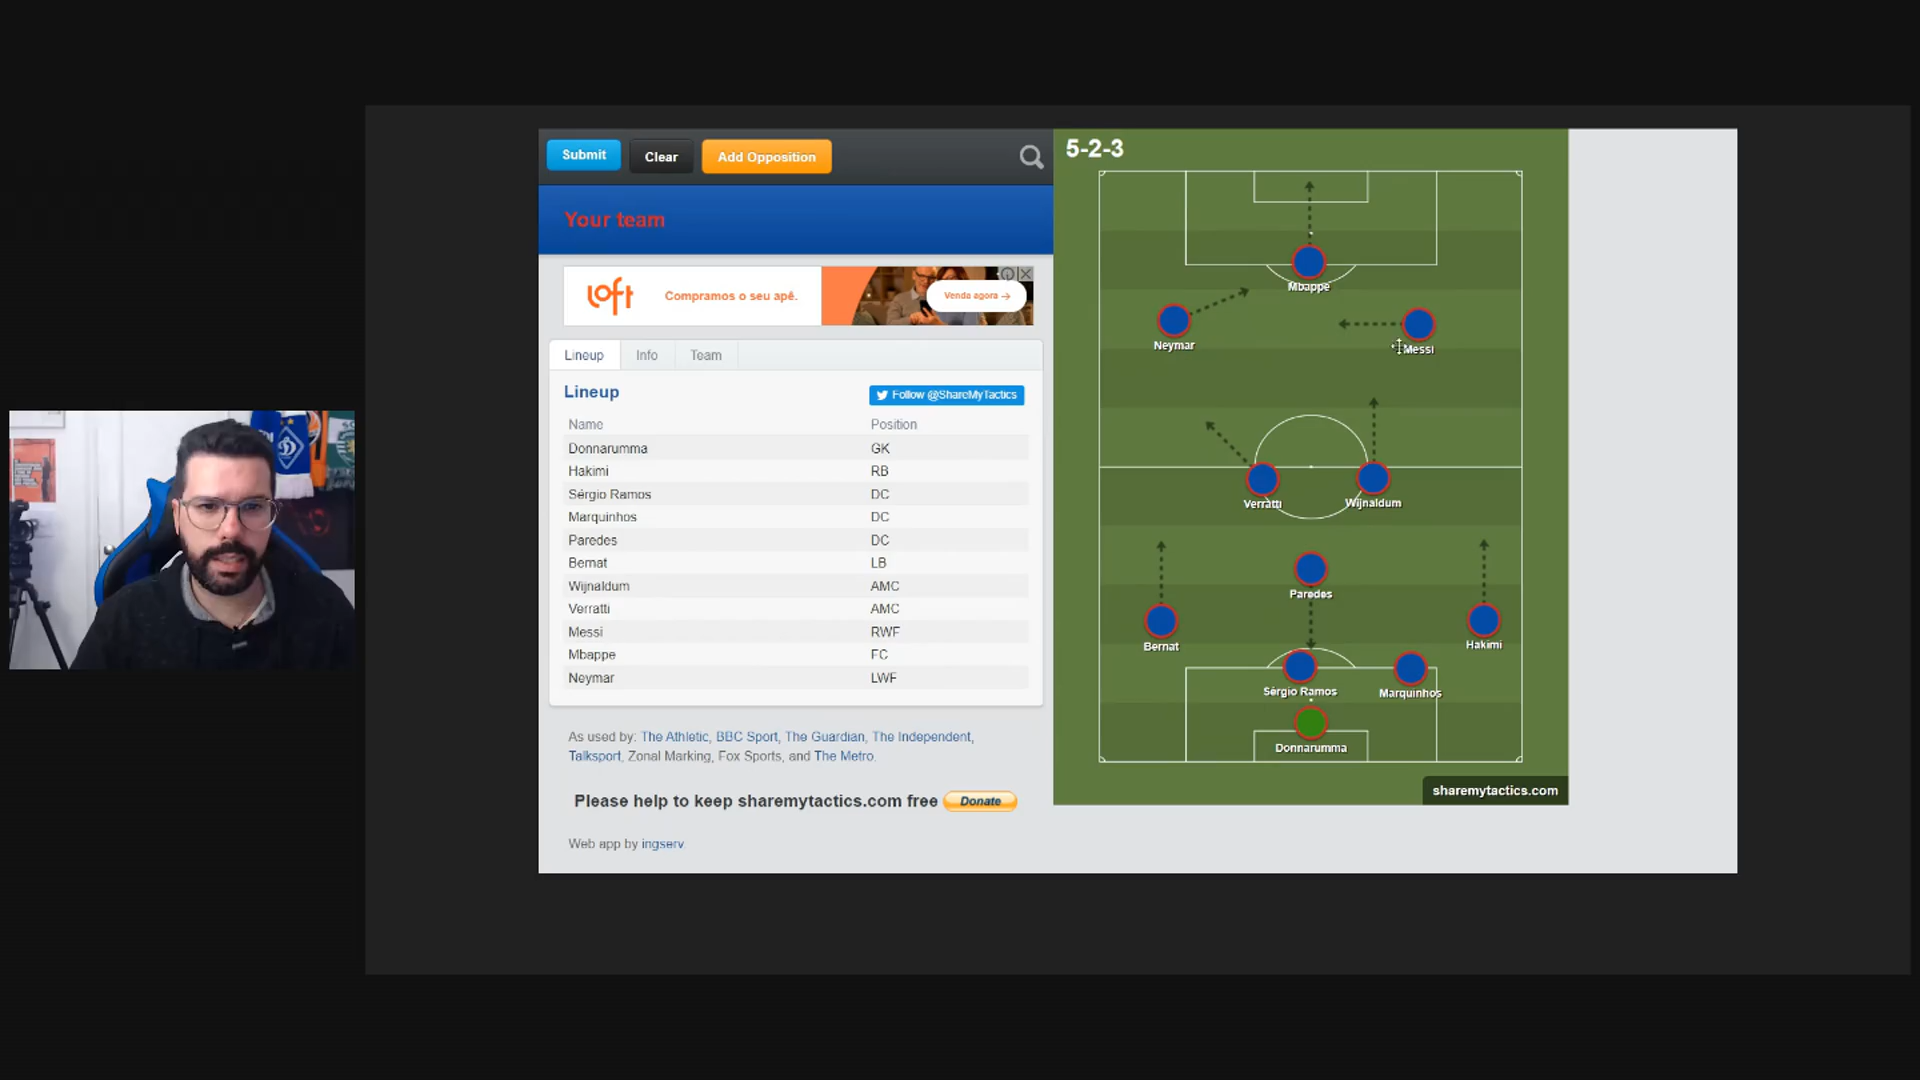 Submit
Clear
Add Opposition
5-2-3
Your team
loft
Compramos o seu apê.
Venda agora →
Lineup
Info
Team
Lineup
Follow @ShareMyTactics
Name Position
Donnarumma GK
Hakimi RB
Sérgio Ramos DC
Marquinhos DC
Paredes DC
Bernat LB
Wijnaldum AMC
Verratti AMC
Messi RWF
Mbappe FC
Neymar LWF
As used by: The Athletic, BBC Sport, The Guardian, The Independent,
Talksport, Zonal Marking, Fox Sports, and The Metro.
Please help to keep sharemytactics.com free
Donate
Web app by ingserv
Mbappe
Neymar
Messi
Verratti
Wijnaldum
Paredes
Bernat
Hakimi
Sérgio Ramos
Marquinhos
Donnarumma
sharemytactics.com